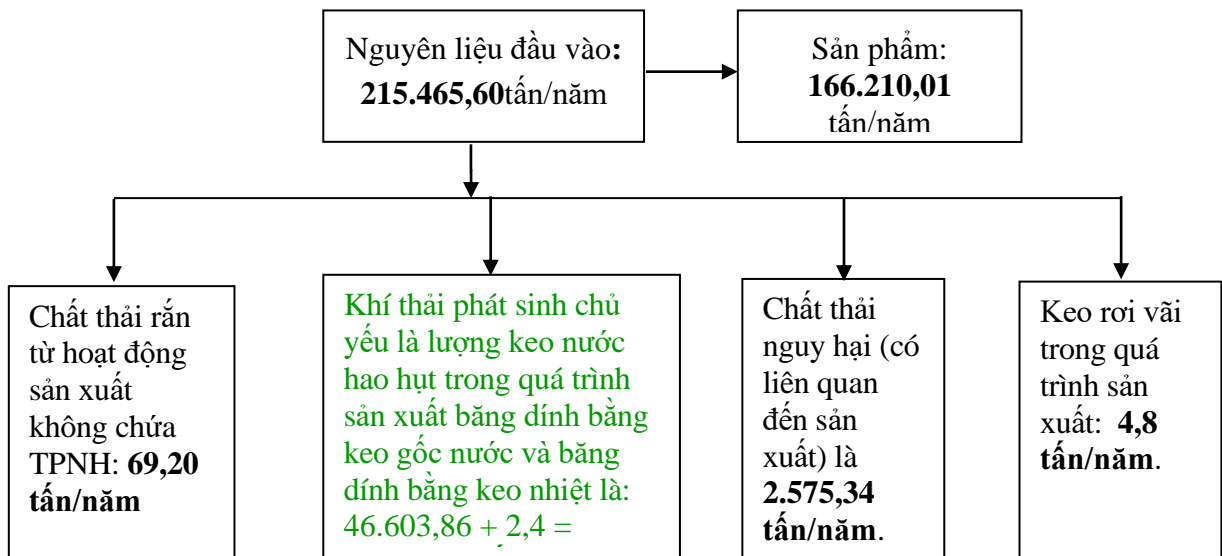 Nguyên liệu đầu vào:
215.465,60tấn/năm
Sản phẩm:
166.210,01
tấn/năm
Chất thải rắn
từ hoạt động
sản xuất
không chứa
TPNH: 69,20
tấn/năm
Khí thải phát sinh chủ
yếu là lượng keo nước
hao hụt trong quá trình
sản xuất băng dính bằng
keo gốc nước và băng
dính bằng keo nhiệt là:
46.603,86 + 2,4 =
Chất thải
nguy hại (có
liên quan
đến sản
xuất) là
2.575,34
tấn/năm.
Keo rơi vãi
trong quá
trình sản
xuất: 4,8
tấn/năm.